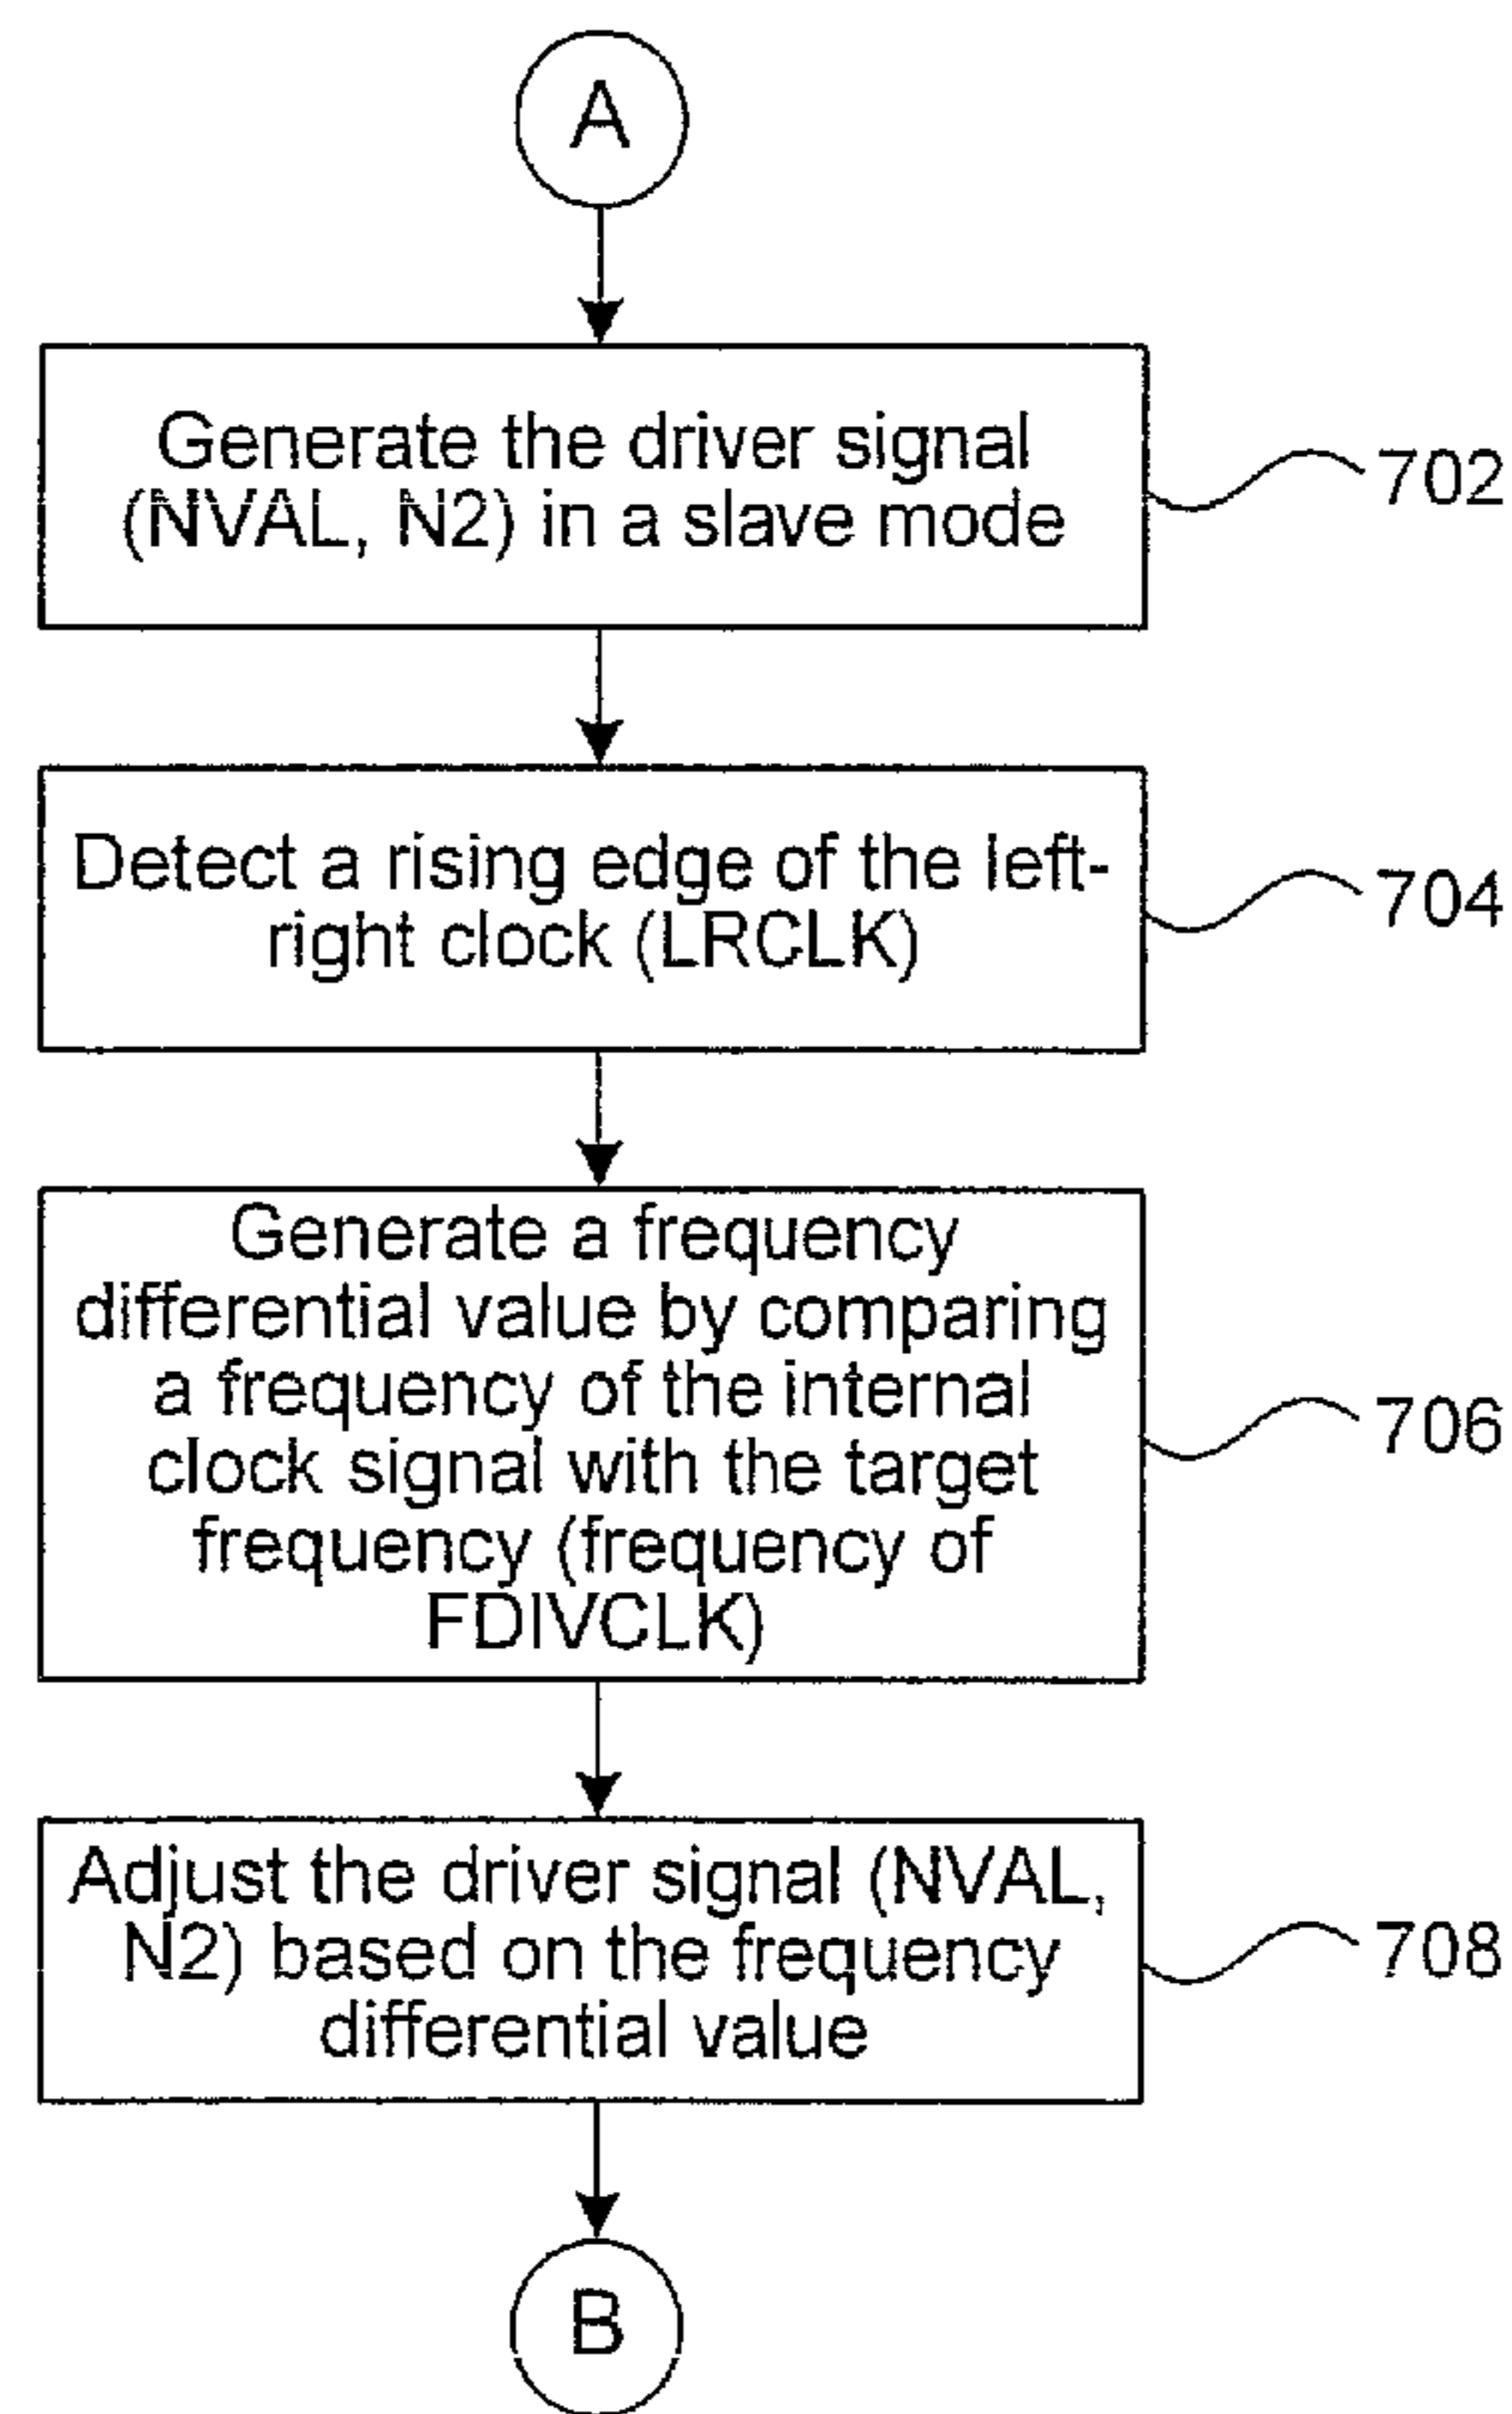 A
Generate the driver signal
(NVAL, N2) in a slave mode
702
Detect a rising edge of the left-
right clock (LRCLK)
704
Generate a frequency
differential value by comparing
a frequency of the internal
clock signal with the target
frequency (frequency of
FDIVCLK)
706
Adjust the driver signal (NVAL,
N2) based on the frequency
differential value
708
B